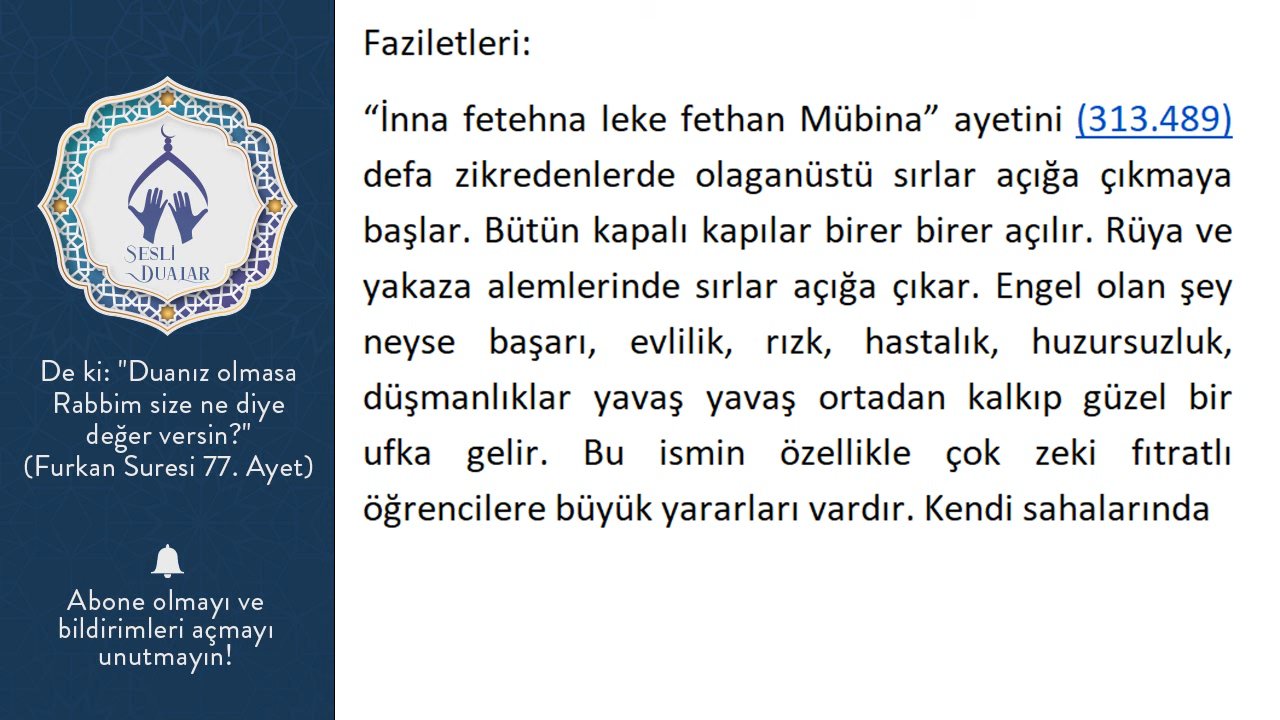 SESLİ
DUALAR
De ki: "Duanız olmasa
Rabbim size ne diye
değer versin?"
(Furkan Suresi 77. Ayet)
Abone olmayı ve
bildirimleri açmayı
unutmayın!
Faziletleri:
“İnna fetehna leke fethan Mübina” ayetini (313.489)
defa zikredenlerde olaganüstü sırlar açığa çıkmaya
başlar. Bütün kapalı kapılar birer birer açılır. Rüya ve
yakaza alemlerinde sırlar açığa çıkar. Engel olan şey
neyse başarı, evlilik, rızk, hastalık, huzursuzluk,
düşmanlıklar yavaş yavaş ortadan kalkıp güzel bir
ufka gelir. Bu ismin özellikle çok zeki fıtratlı
öğrencilere büyük yararları vardır. Kendi sahalarında